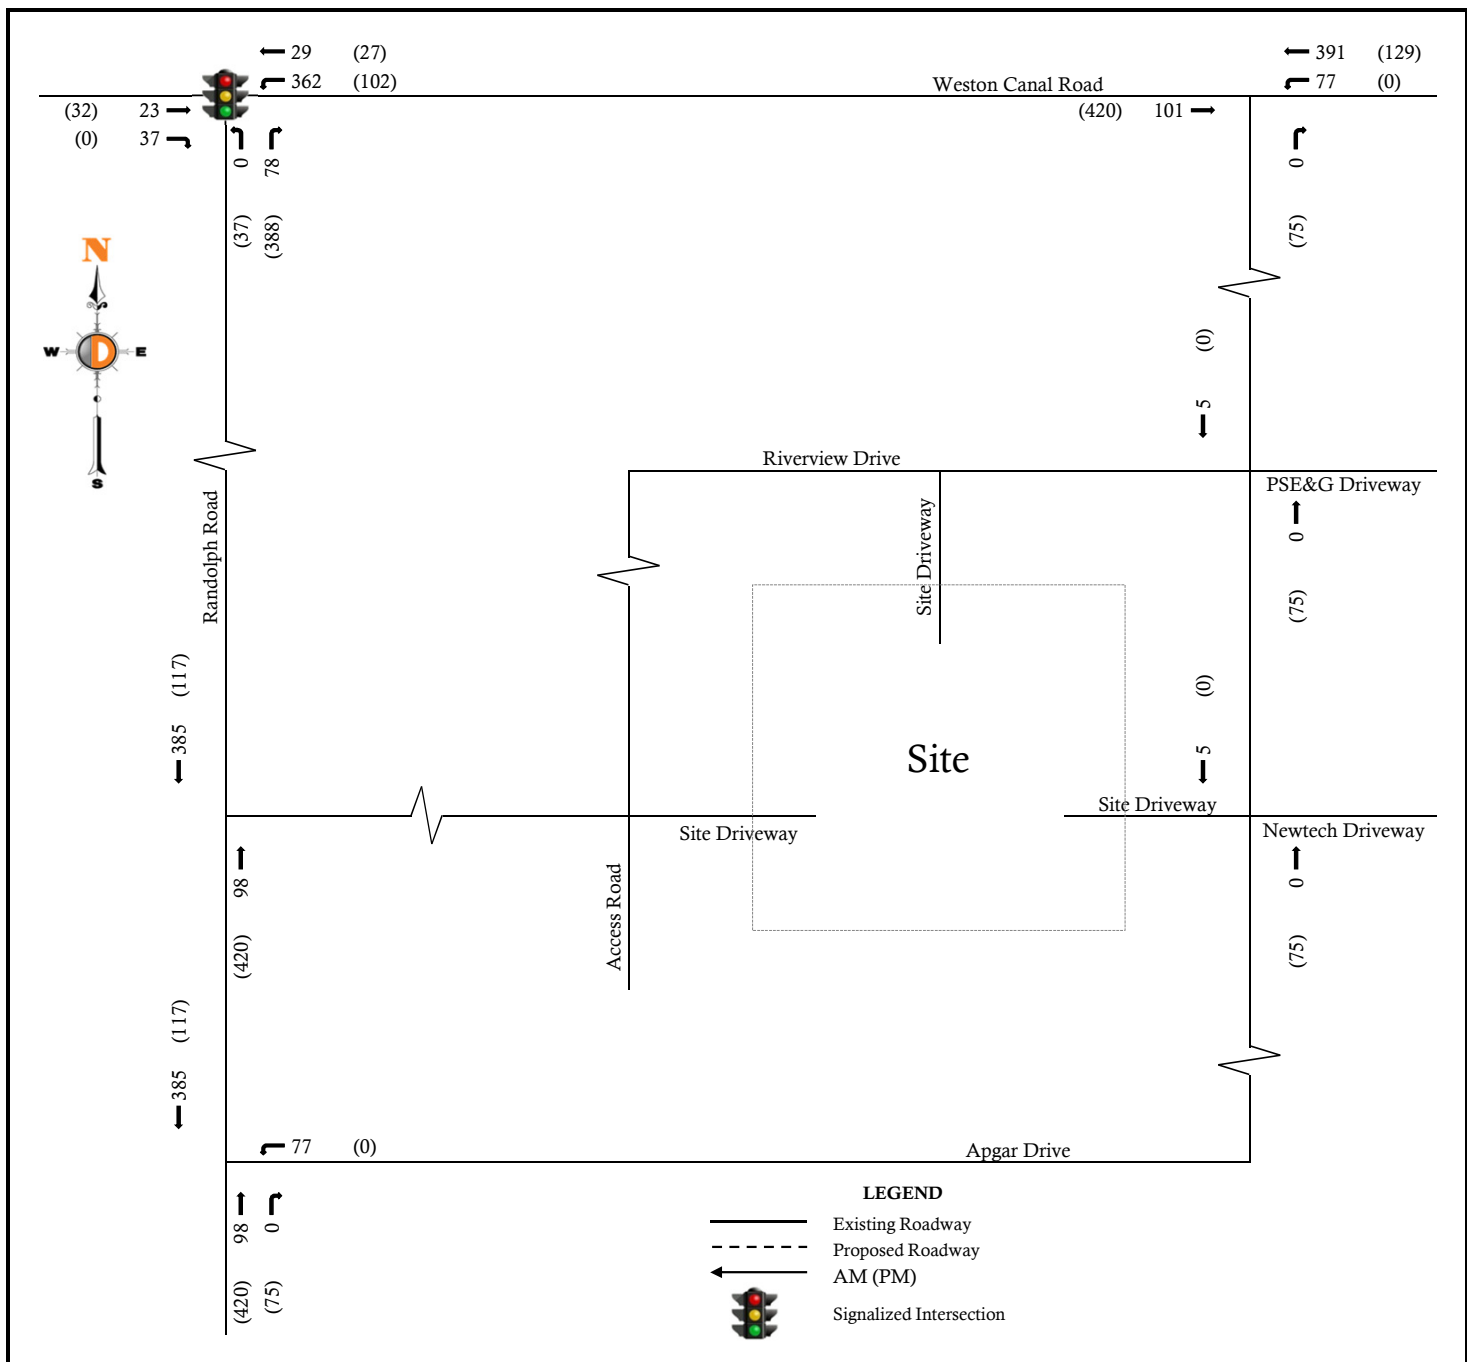 29 (27)
362 (102)
391 (129)
77 (0)
Weston Canal Road
(32) 23
(0) 37
(420) 101
0 (37)
78 (388)
0 (75)
N
W D E
S
5 (0)
Riverview Drive
PSE&G Driveway
0 (75)
Randolph Road
Site Driveway
385 (117)
5 (0)
Site
Site Driveway
Site Driveway
Newtech Driveway
98 (420)
0 (75)
Access Road
385 (117)
77 (0)
Apgar Drive
98 (420)
0 (75)
LEGEND
Existing Roadway
Proposed Roadway
AM (PM)
Signalized Intersection